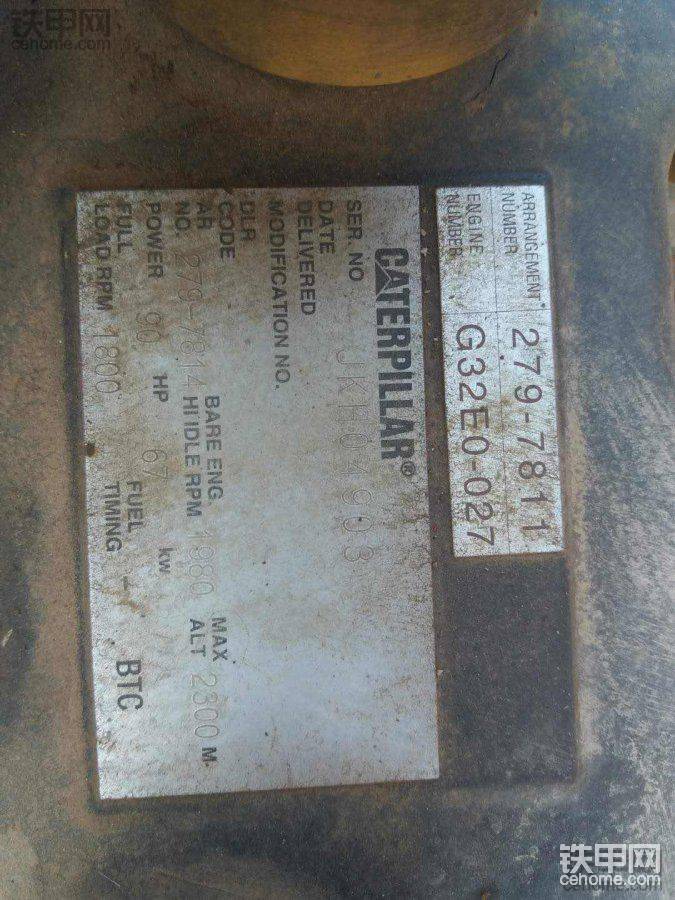 铁甲网
cehome.com
ARRANGEMENT
NUMBER 279-7811
ENGINE
NUMBER G32E0-027
CATERPILLAR®
SER. NO JKH04903
DATE
DELIVERED
MODIFICATION NO.
DLR
CODE
AR
NO. 279-7814 BARE ENG
HI IDLE RPM 1980 MAX
ALT 2300 M
POWER 90 HP 67 kw
FULL
LOAD RPM 1800 FUEL
TIMING - BTC
铁甲网
cehome.com